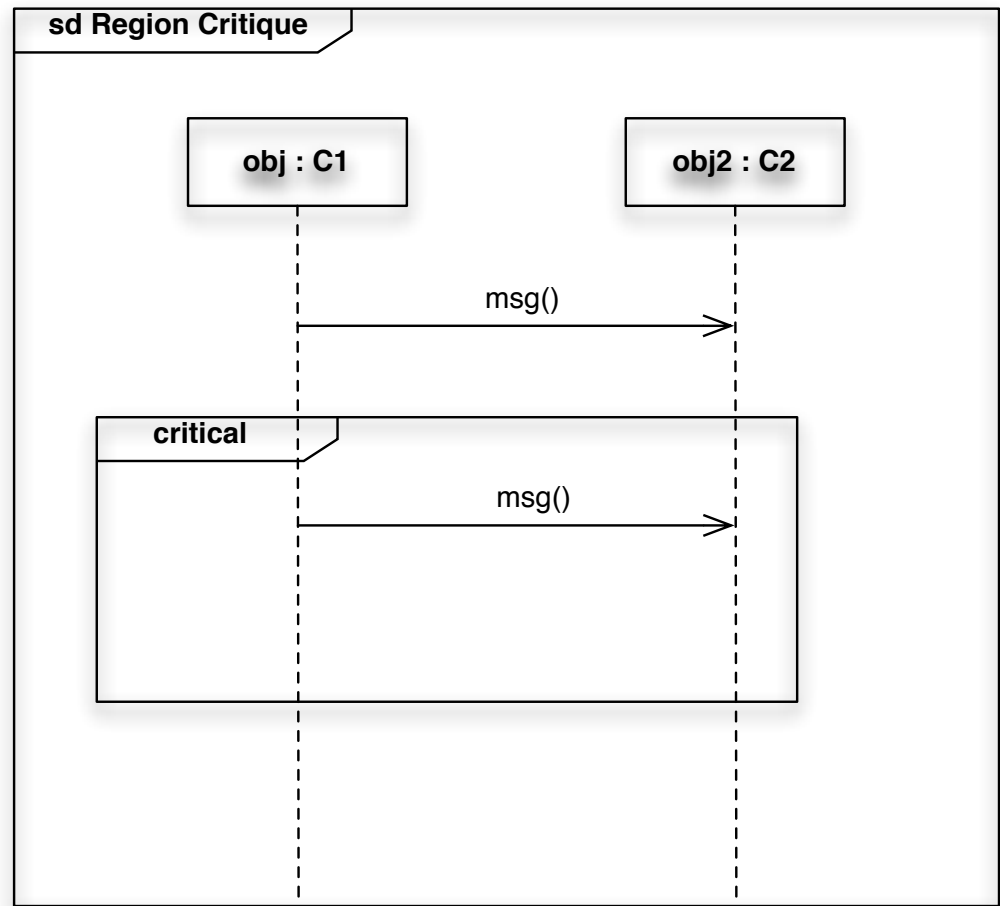 sd Region Critique
obj : C1
obj2 : C2
msg()
critical
msg()